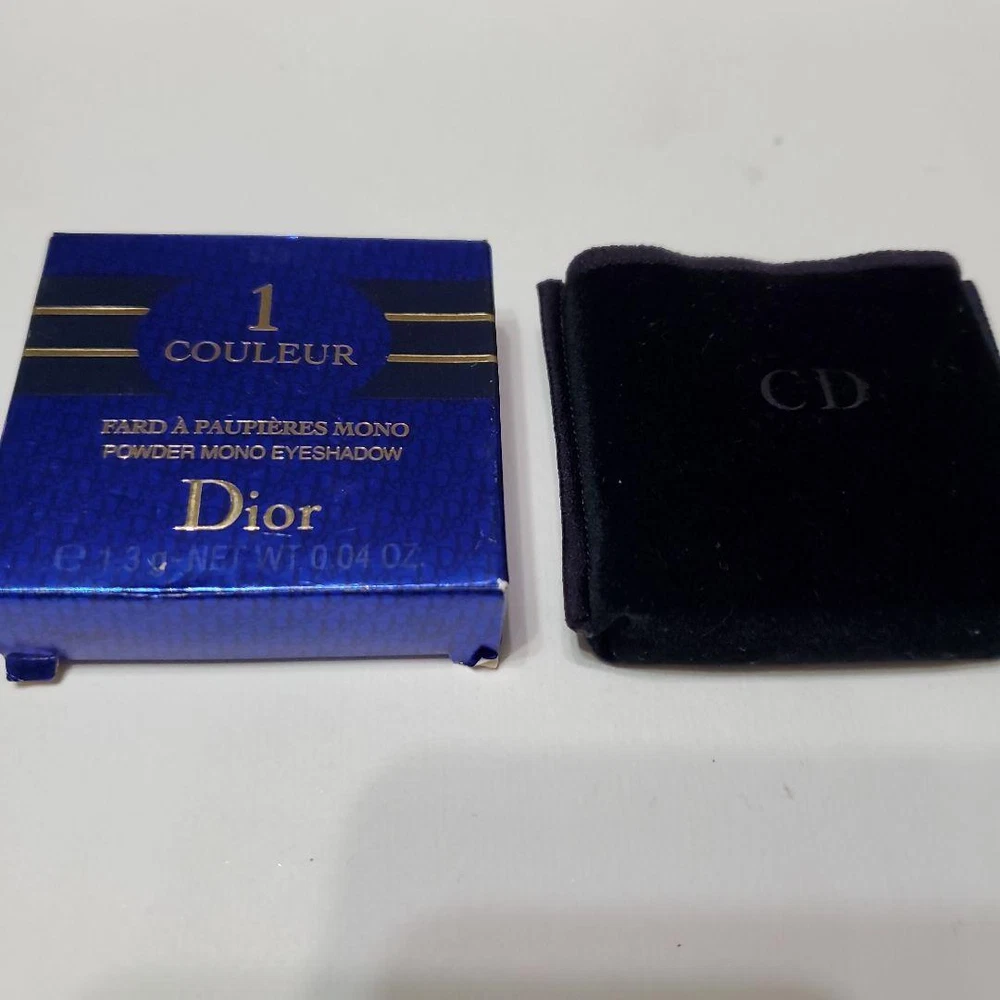 1
COULEUR
FARD À PAUPIÈRES MONO
POWDER MONO EYESHADOW
Dior
℮ 1.3 g-NET WT 0.04 OZ.
CD